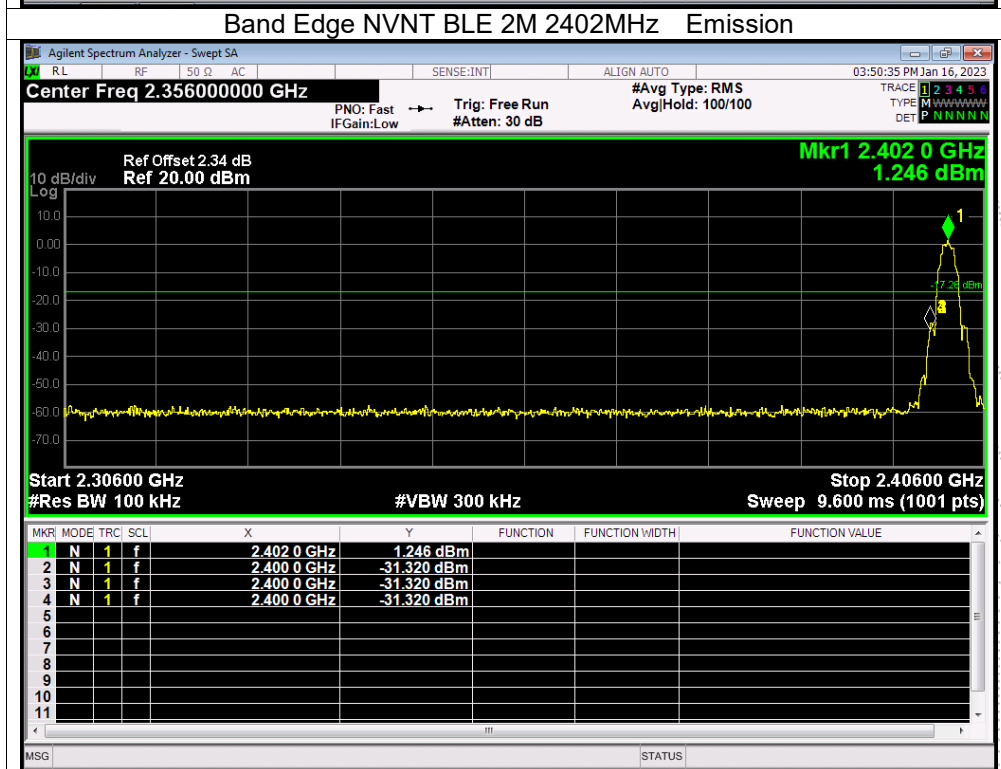 Band Edge NVNT BLE 2M 2402MHz Emission
Agilent Spectrum Analyzer - Swept SA
LXI RL RF 50 Ω AC SENSE:INT ALIGN AUTO 03:50:35 PM Jan 16, 2023
Center Freq 2.356000000 GHz #Avg Type: RMS TRACE 1 2 3 4 5 6
PNO: Fast Trig: Free Run Avg|Hold: 100/100 TYPE M WWWWW
IFGain:Low #Atten: 30 dB DET P N N N N N
Mkr1 2.402 0 GHz
Ref Offset 2.34 dB
10 dB/div Ref 20.00 dBm 1.246 dBm
Log
10.0
1
0.00
-10.0
-17.26 dBm
-20.0
-30.0
-40.0
-50.0
-60.0
-70.0
Start 2.30600 GHz Stop 2.40600 GHz
#Res BW 100 kHz #VBW 300 kHz Sweep 9.600 ms (1001 pts)
MKR MODE TRC SCL X Y FUNCTION FUNCTION WIDTH FUNCTION VALUE
1 N 1 f 2.402 0 GHz 1.246 dBm
2 N 1 f 2.400 0 GHz -31.320 dBm
3 N 1 f 2.400 0 GHz -31.320 dBm
4 N 1 f 2.400 0 GHz -31.320 dBm
5
6
7
8
9
10
11
MSG STATUS